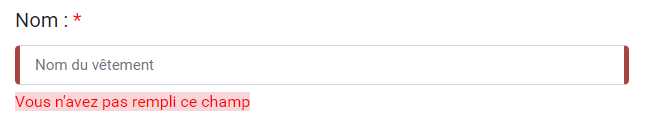 Nom : *
Nom du vêtement
Vous n'avez pas rempli ce champ